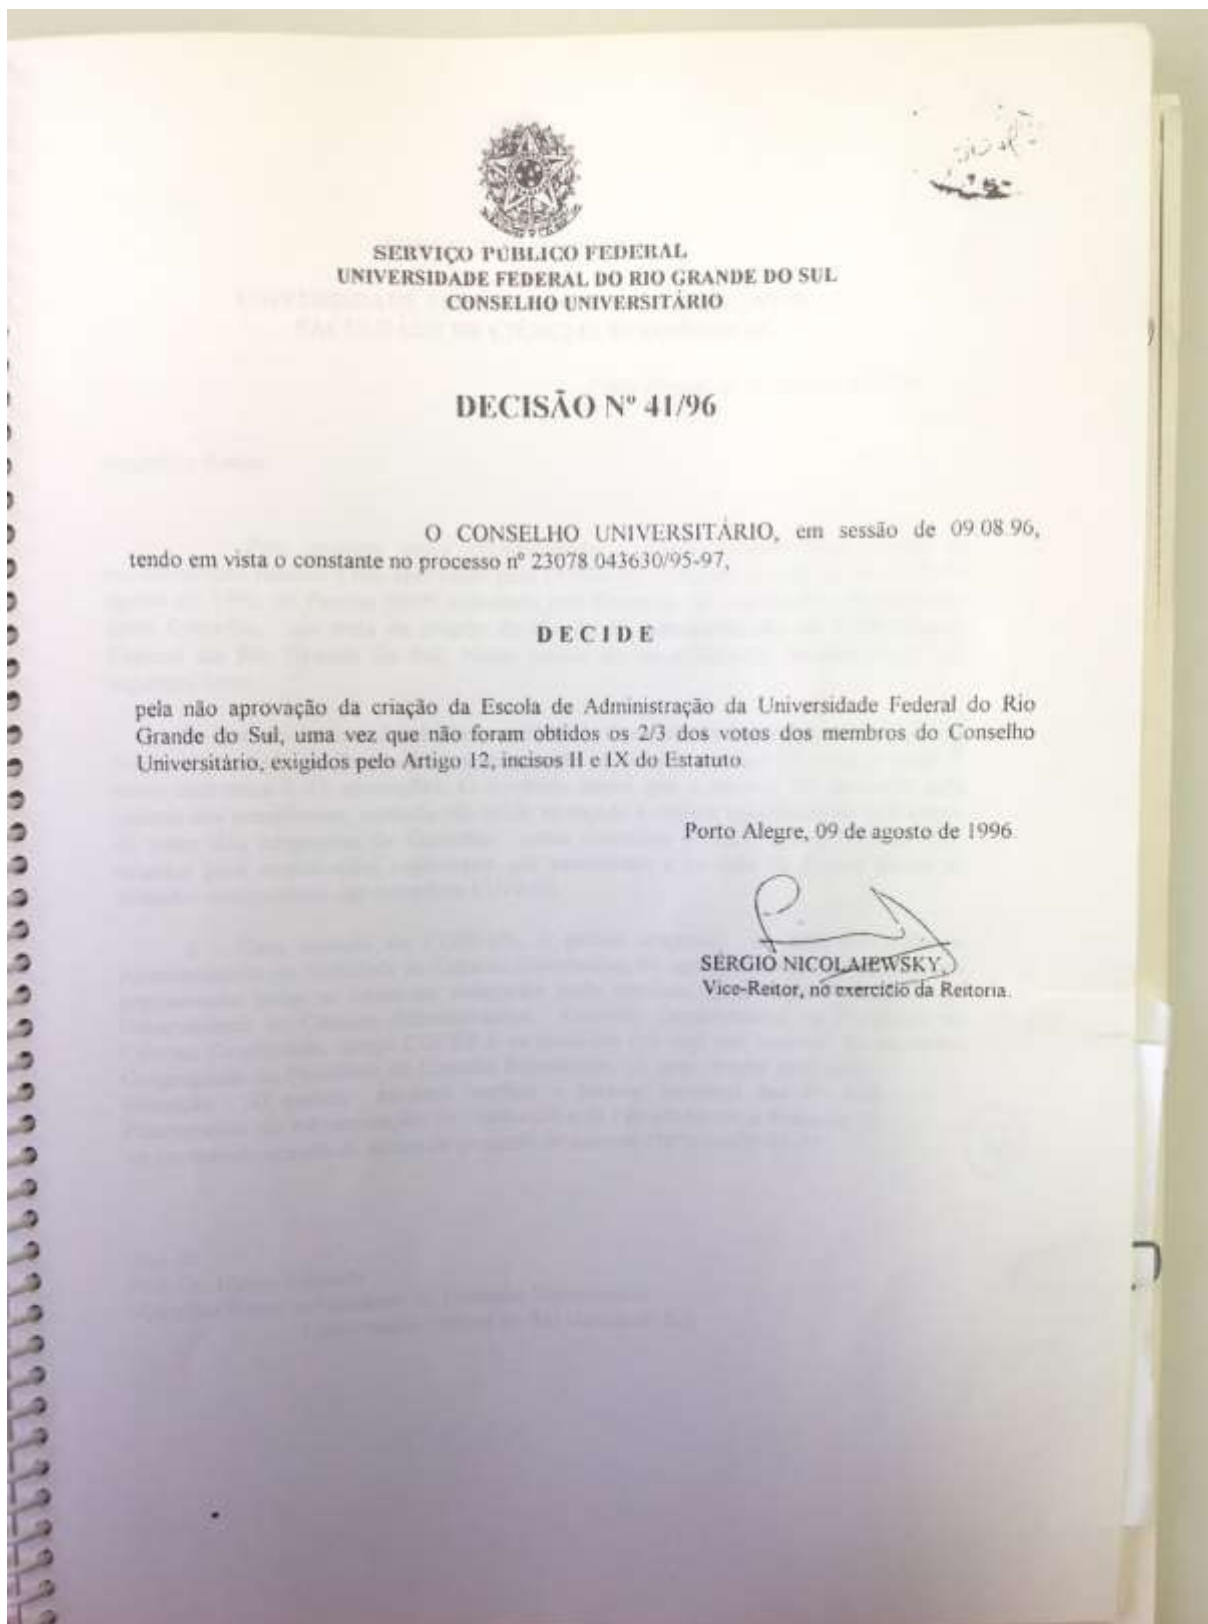 SERVIÇO PÚBLICO FEDERAL
UNIVERSIDADE FEDERAL DO RIO GRANDE DO SUL
CONSELHO UNIVERSITÁRIO
DECISÃO Nº 41/96
O CONSELHO UNIVERSITÁRIO, em sessão de 09.08.96,
tendo em vista o constante no processo nº 23078.043630/95-97,
D E C I D E
pela não aprovação da criação da Escola de Administração da Universidade Federal do Rio
Grande do Sul, uma vez que não foram obtidos os 2/3 dos votos dos membros do Conselho
Universitário, exigidos pelo Artigo 12, incisos II e IX do Estatuto.
Porto Alegre, 09 de agosto de 1996.
SÉRGIO NICOLAIEWSKY,
Vice-Reitor, no exercício da Reitoria.